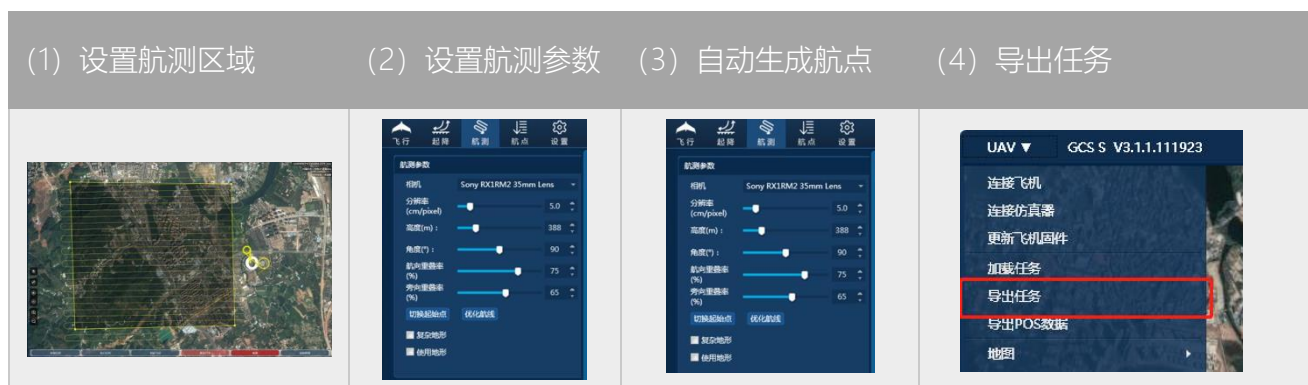 (1) 设置航测区域
(2) 设置航测参数
(3) 自动生成航点
(4) 导出任务
飞行 起降 航测 航点 设置
航测参数
相机 Sony RX1RM2 35mm Lens
分辨率
(cm/pixel) 5.0
高度(m)： 388
角度(°)： 90
航向重叠率
(%) 75
旁向重叠率
(%) 65
切换起始点 优化航线
复杂地形
使用地形
飞行 起降 航测 航点 设置
航测参数
相机 Sony RX1RM2 35mm Lens
分辨率
(cm/pixel) 5.0
高度(m)： 388
角度(°)： 90
航向重叠率
(%) 75
旁向重叠率
(%) 65
切换起始点 优化航线
复杂地形
使用地形
UAV ▼ GCS S V3.1.1.111923
连接飞机
连接仿真器
更新飞机固件
加载任务
导出任务
导出POS数据
地图